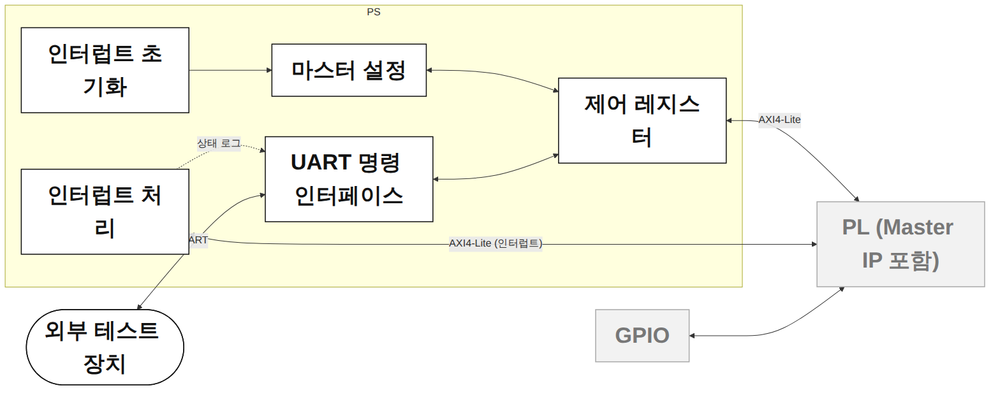 PS
인터럽트 초
기화
마스터 설정
제어 레지스
터
AXI4-Lite
상태 로그
UART 명령
인터페이스
인터럽트 처
리
ART
AXI4-Lite (인터럽트)
PL (Master
IP 포함)
외부 테스트
장치
GPIO